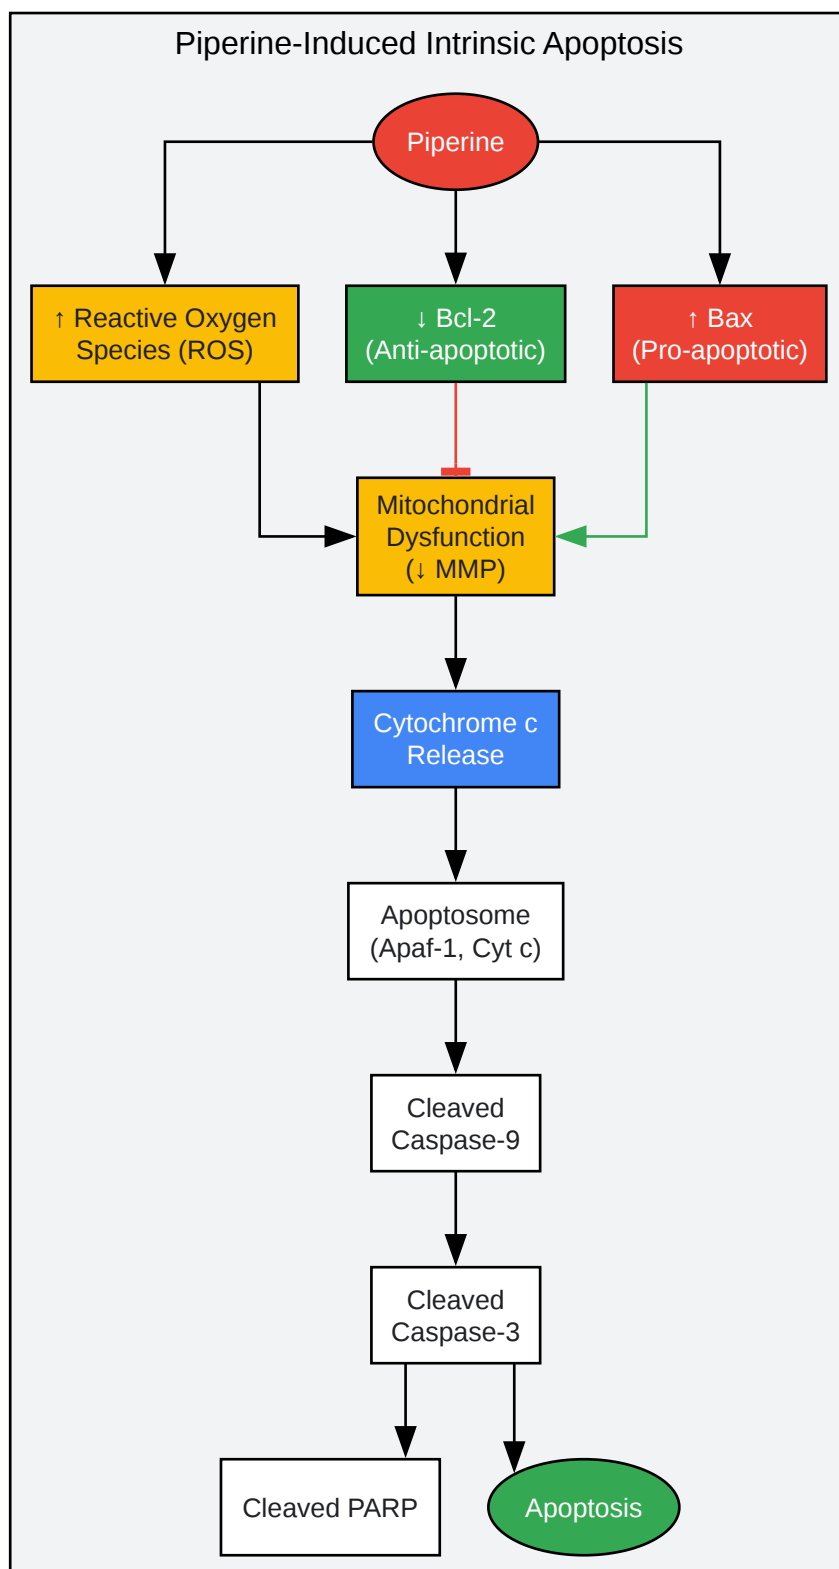 Piperine-Induced Intrinsic Apoptosis
Piperine
↑ Reactive Oxygen
Species (ROS)
↓ Bcl-2
(Anti-apoptotic)
↑ Bax
(Pro-apoptotic)
Mitochondrial
Dysfunction
(↓ MMP)
Cytochrome c
Release
Apoptosome
(Apaf-1, Cyt c)
Cleaved
Caspase-9
Cleaved
Caspase-3
Cleaved PARP
Apoptosis